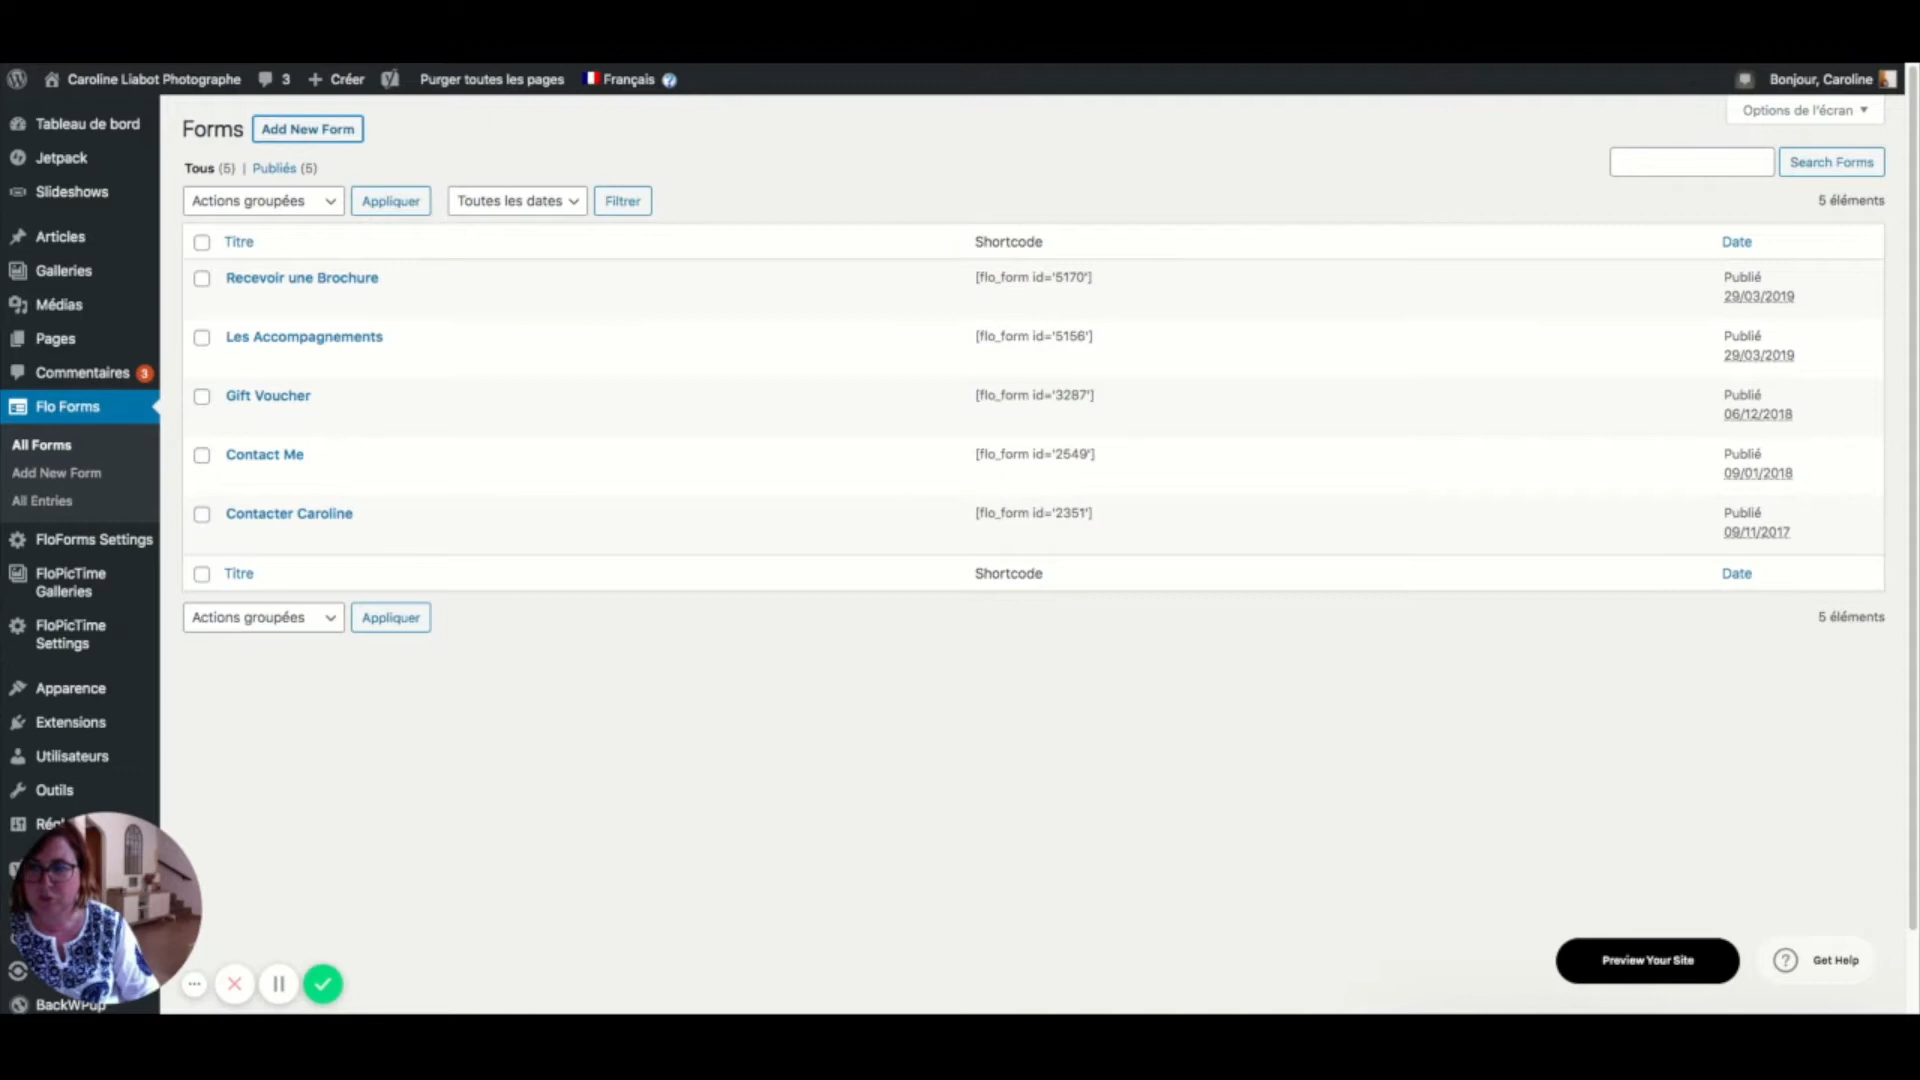 Caroline Liabot Photographe 3 Créer Purger toutes les pages Français
Bonjour, Caroline
Options de l'écran
Tableau de bord
Jetpack
Slideshows
Articles
Galleries
Médias
Pages
Commentaires 3
Flo Forms
All Forms
Add New Form
All Entries
FloForms Settings
FloPicTime
Galleries
FloPicTime
Settings
Apparence
Extensions
Utilisateurs
Outils
BackWPup
Forms Add New Form
Tous (5) | Publiés (5)
Search Forms
Actions groupées Appliquer Toutes les dates Filtrer
5 éléments
Titre Shortcode Date
Recevoir une Brochure [flo_form id='5170'] Publié
29/03/2019
Les Accompagnements [flo_form id='5156'] Publié
29/03/2019
Gift Voucher [flo_form id='3287'] Publié
06/12/2018
Contact Me [flo_form id='2549'] Publié
09/01/2018
Contacter Caroline [flo_form id='2351'] Publié
09/11/2017
Titre Shortcode Date
Actions groupées Appliquer
5 éléments
Preview Your Site
? Get Help